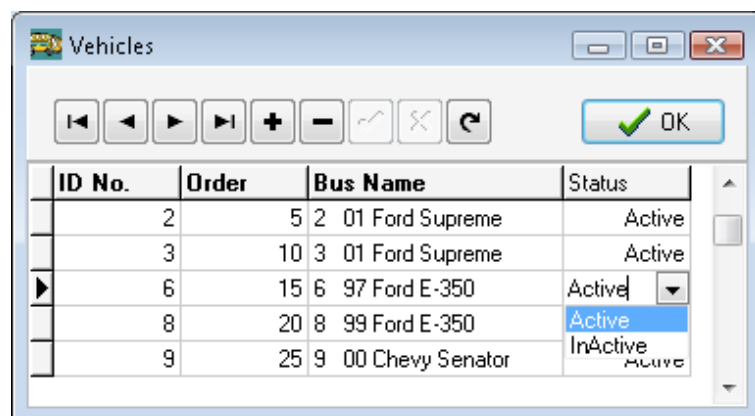 Vehicles
OK
ID No. Order Bus Name Status
2 5 2 01 Ford Supreme Active
3 10 3 01 Ford Supreme Active
6 15 6 97 Ford E-350 Active
8 20 8 99 Ford E-350 Active
InActive
9 25 9 00 Chevy Senator Active